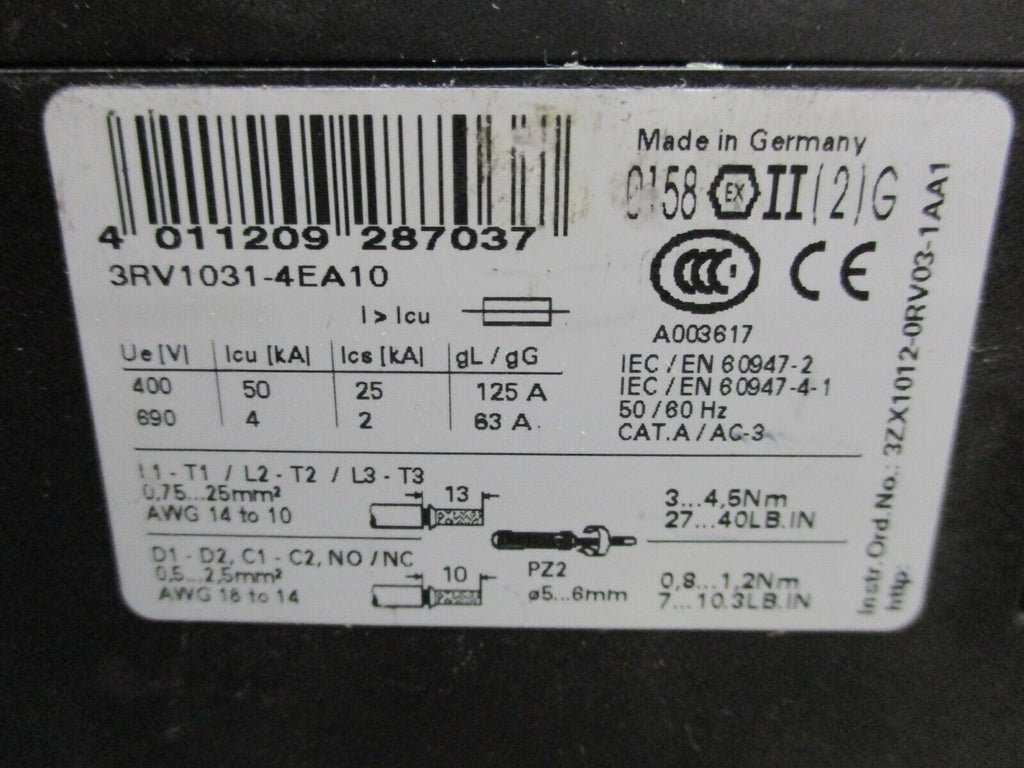 4 011209 287037
3RV1031-4EA10
I > Icu
Ue [V] Icu [kA] Ics [kA] gL / gG
400 50 25 125 A
690 4 2 63 A
Made in Germany
0158 EX II (2) G
CCC CE
A003617
IEC / EN 60947-2
IEC / EN 60947-4-1
50 / 60 Hz
CAT.A / AC-3
L1 - T1 / L2 - T2 / L3 - T3
0,75...25mm²
AWG 14 to 10
13
3...4,5Nm
27...40LB.IN
D1 - D2, C1 - C2, NO / NC
0,5...2,5mm²
AWG 18 to 14
10
PZ2
ø5...6mm
0,8...1,2Nm
7...10.3LB.IN
Instr.Ord.No.: 3ZX1012-0RV03-1AA1
hbp: